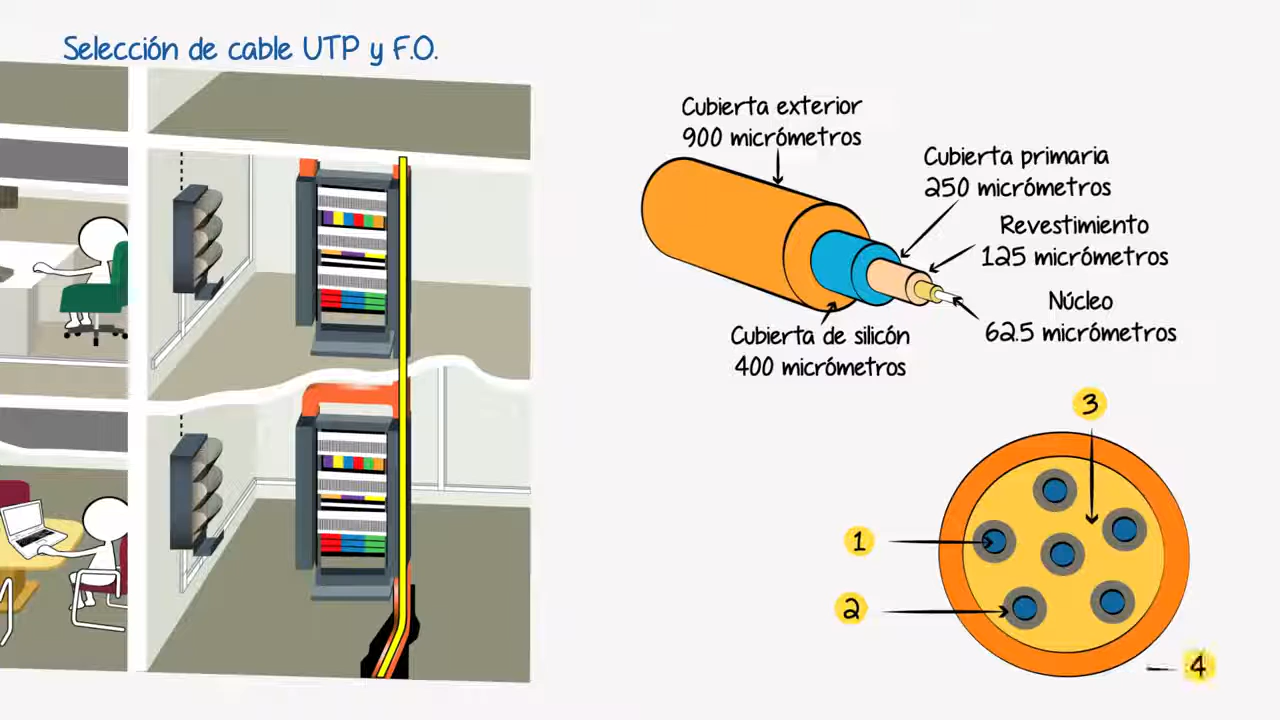 Selección de cable UTP y F.O.
Cubierta exterior
900 micrómetros
Cubierta primaria
250 micrómetros
Revestimiento
125 micrómetros
Núcleo
62.5 micrómetros
Cubierta de silicón
400 micrómetros
3
1
2
4